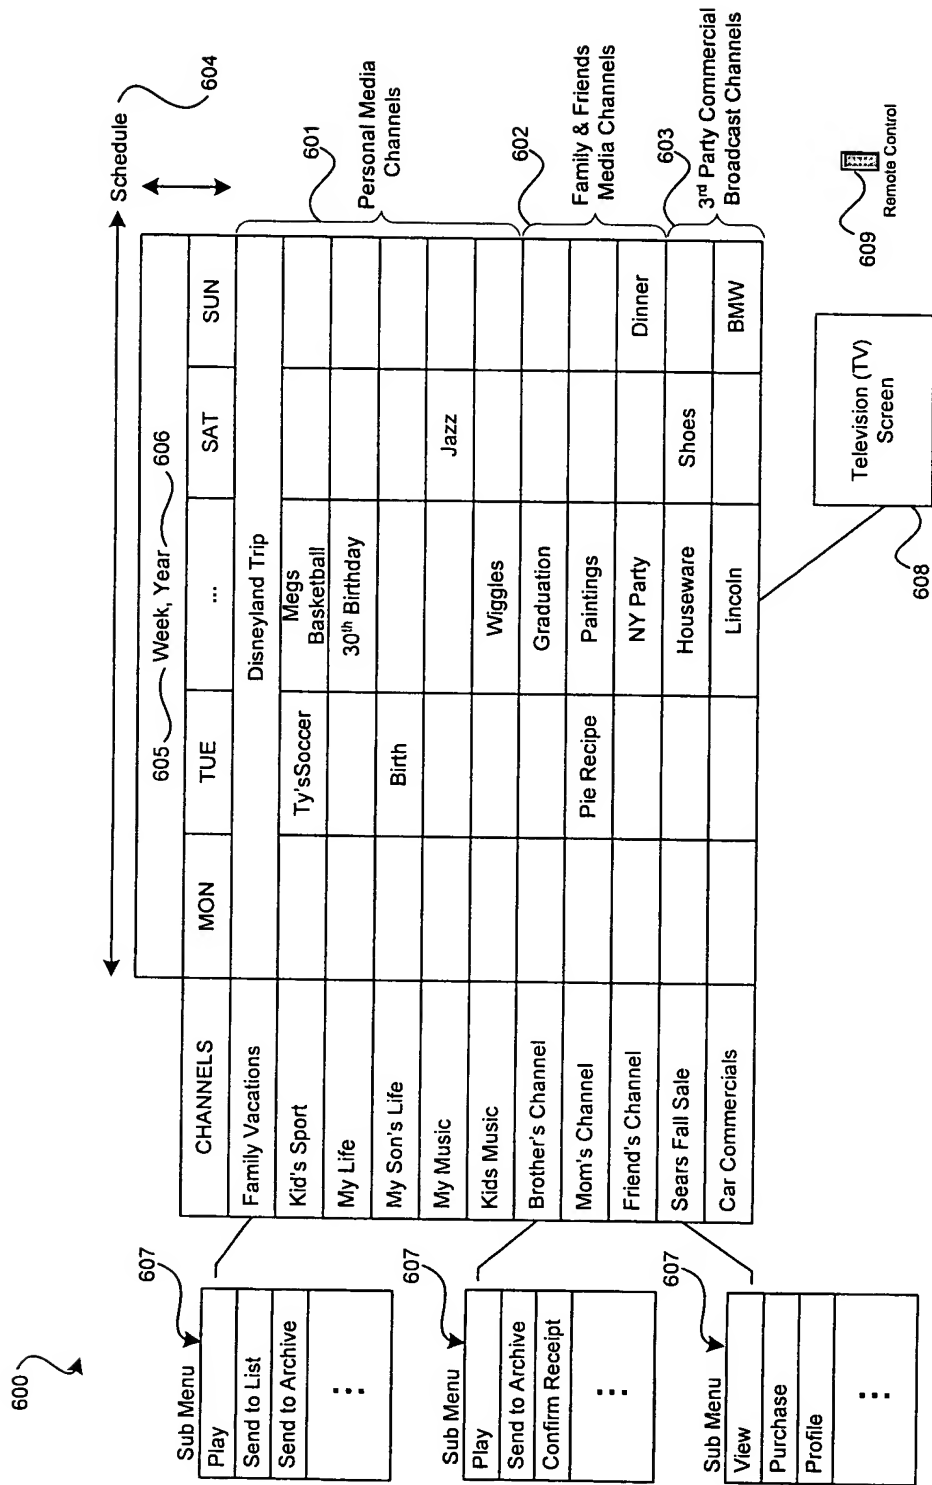 600
Schedule
604
605 Week, Year 606
CHANNELS MON TUE ... SAT SUN
Family Vacations Disneyland Trip
Kid's Sport Ty'sSoccer Megs Basketball
My Life 30th Birthday
My Son's Life Birth
My Music Jazz
Kids Music Wiggles
Brother's Channel Graduation
Mom's Channel Pie Recipe Paintings
Friend's Channel NY Party Dinner
Sears Fall Sale Houseware Shoes
Car Commercials Lincoln BMW
601
Personal Media
Channels
602
Family & Friends
Media Channels
603
3rd Party Commercial
Broadcast Channels
Sub Menu
607
Play
Send to List
Send to Archive
⋮
Sub Menu
607
Play
Send to Archive
Confirm Receipt
⋮
Sub Menu
607
View
Purchase
Profile
⋮
Television (TV)
Screen
608
609
Remote Control